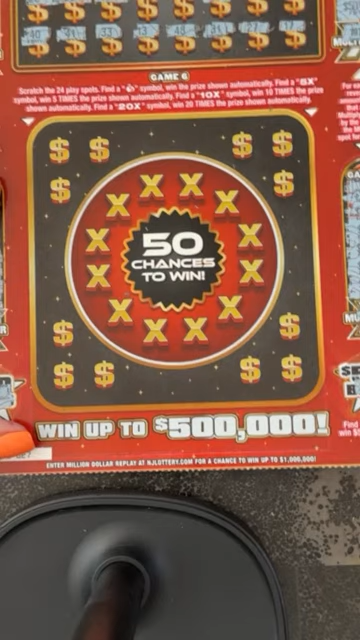 GAME 6
Scratch the 24 play spots. Find a " " symbol, win the prize shown automatically. Find a "5X"
symbol, win 5 TIMES the prize shown automatically. Find a "10X" symbol, win 10 TIMES the prize
shown automatically. Find a "20X" symbol, win 20 TIMES the prize shown automatically.
$ $ $ $
$ $
X X X X
X X
X X
X X X X
50
CHANCES
TO WIN!
$ $
$ $ $ $
WIN UP TO $500,000!
ENTER MILLION DOLLAR REPLAY AT NJLOTTERY.COM FOR A CHANCE TO WIN UP TO $1,000,000!